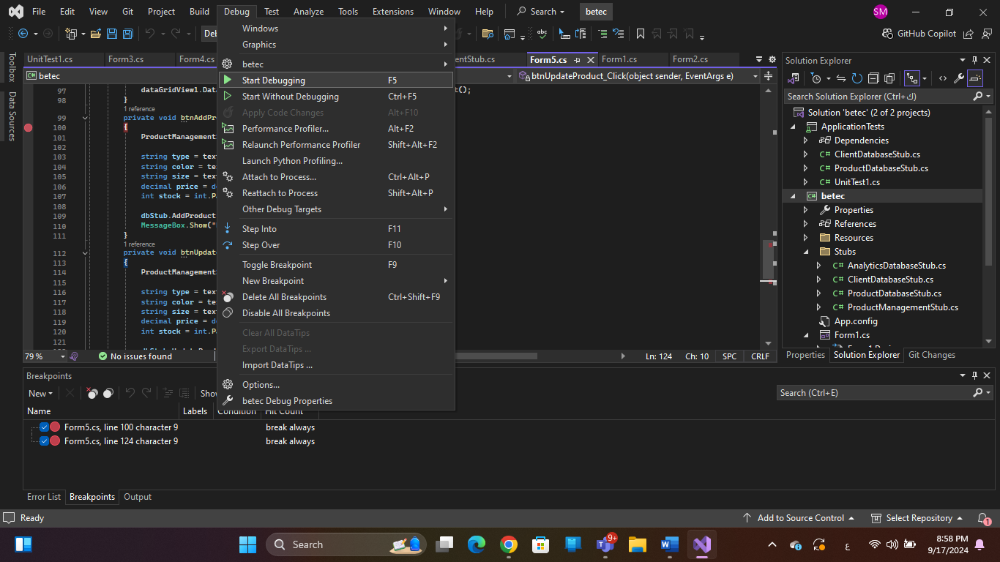 File Edit View Git Project Build Debug Test Analyze Tools Extensions Window Help Search betec SM
GitHub Copilot
UnitTest1.cs Form3.cs Form4.cs entStub.cs Form5.cs Form1.cs Form2.cs
betec btnUpdateProduct_Click(object sender, EventArgs e)
Toolbox
Data Sources
97 dataGridView1.Dat t();
98 }
1 reference
99 private void btnAddPr
100 {
101 ProductManagement
102
103 string type = tex
104 string color = te
105 string size = tex
106 decimal price = d
107 int stock = int.P
108
109 dbStub.AddProduct
110 MessageBox.Show("
111 }
1 reference
112 private void btnUpdat
113 {
114 ProductManagement
115
116 string type = tex
117 string color = te
118 string size = tex
119 decimal price = d
120 int stock = int.P
121
79 % No issues found Ln: 124 Ch: 10 SPC CRLF
Windows
Graphics
betec
Start Debugging F5
Start Without Debugging Ctrl+F5
Apply Code Changes Alt+F10
Performance Profiler... Alt+F2
Relaunch Performance Profiler Shift+Alt+F2
Launch Python Profiling...
Attach to Process... Ctrl+Alt+P
Reattach to Process Shift+Alt+P
Other Debug Targets
Step Into F11
Step Over F10
Toggle Breakpoint F9
New Breakpoint
Delete All Breakpoints Ctrl+Shift+F9
Disable All Breakpoints
Clear All DataTips
Export DataTips ...
Import DataTips ...
Options...
betec Debug Properties
Solution Explorer
Search Solution Explorer (Ctrl+ك)
Solution 'betec' (2 of 2 projects)
ApplicationTests
Dependencies
C# ClientDatabaseStub.cs
C# ProductDatabaseStub.cs
C# UnitTest1.cs
C# betec
Properties
References
Resources
Stubs
C# AnalyticsDatabaseStub.cs
C# ClientDatabaseStub.cs
C# ProductDatabaseStub.cs
C# ProductManagementStub.cs
App.config
Form1.cs
Properties Solution Explorer Git Changes
Breakpoints
New Show
Search (Ctrl+E)
Name Labels Condition Hit Count
Form5.cs, line 100 character 9 break always
Form5.cs, line 124 character 9 break always
Error List Breakpoints Output
Ready Add to Source Control Select Repository 1
Search 9+ ع 8:58 PM
9/17/2024